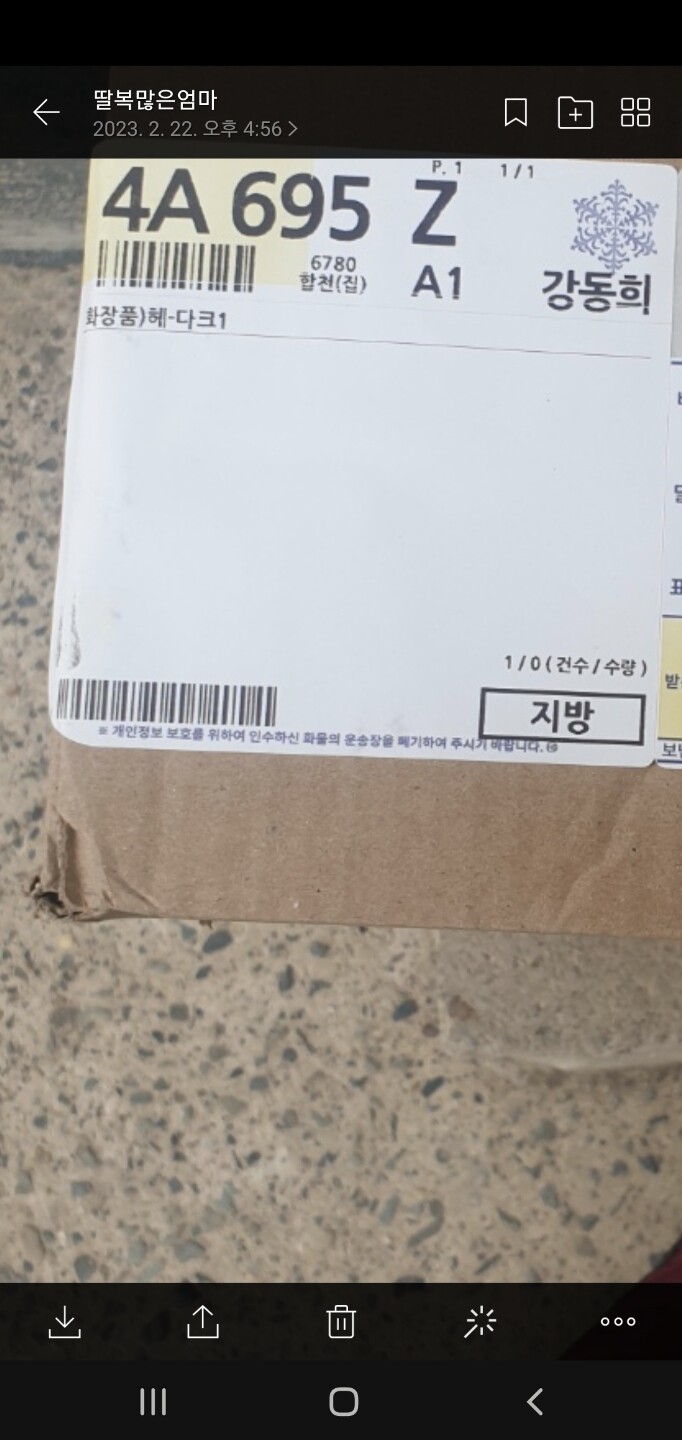 딸복많은엄마
2023. 2. 22. 오후 4:56 >
P. 1 1/1
4A 695 Z
6780
합천(집) A1 강동희
화장품)헤-다크1
1/0(건수/수량)
지방
※ 개인정보 보호를 위하여 인수하신 화물의 운송장을 폐기하여 주시기 바랍니다.
표
받
보